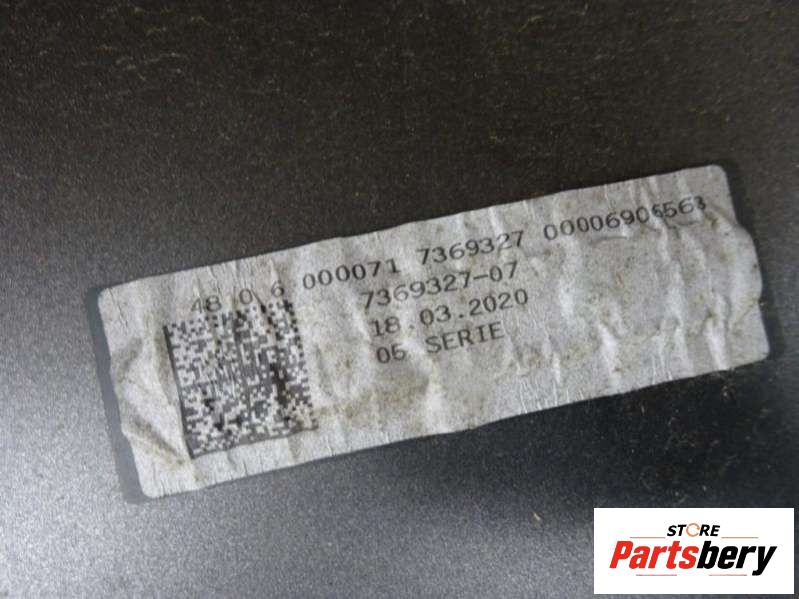 48 0 6 000071 7369327 00006906563
7369327-07
18.03.2020
05 SERIE
STORE
Partsbery